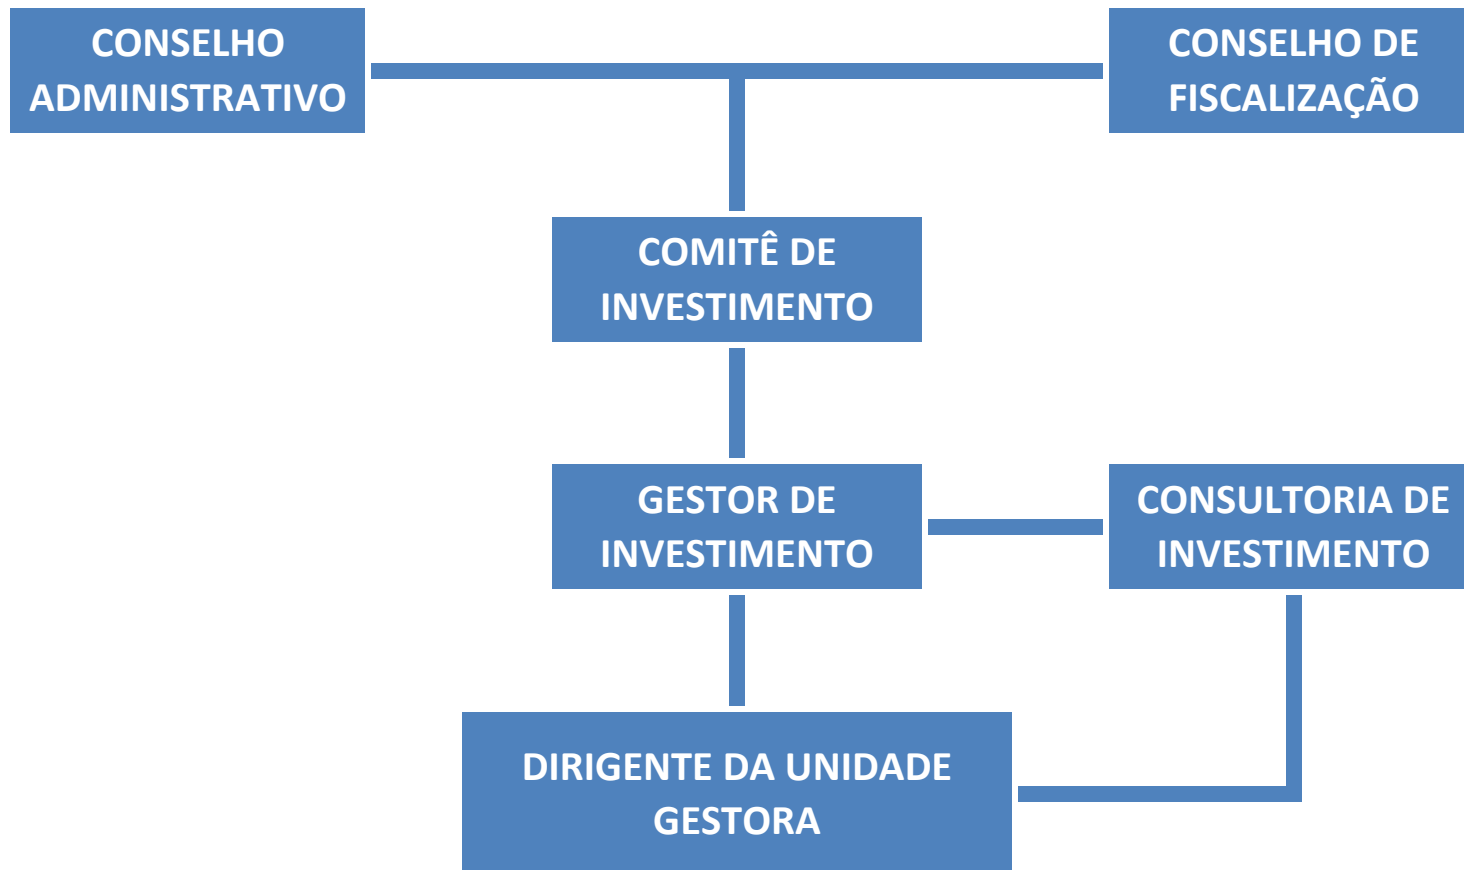 CONSELHO
ADMINISTRATIVO
CONSELHO DE
FISCALIZAÇÃO
COMITÊ DE
INVESTIMENTO
GESTOR DE
INVESTIMENTO
CONSULTORIA DE
INVESTIMENTO
DIRIGENTE DA UNIDADE
GESTORA